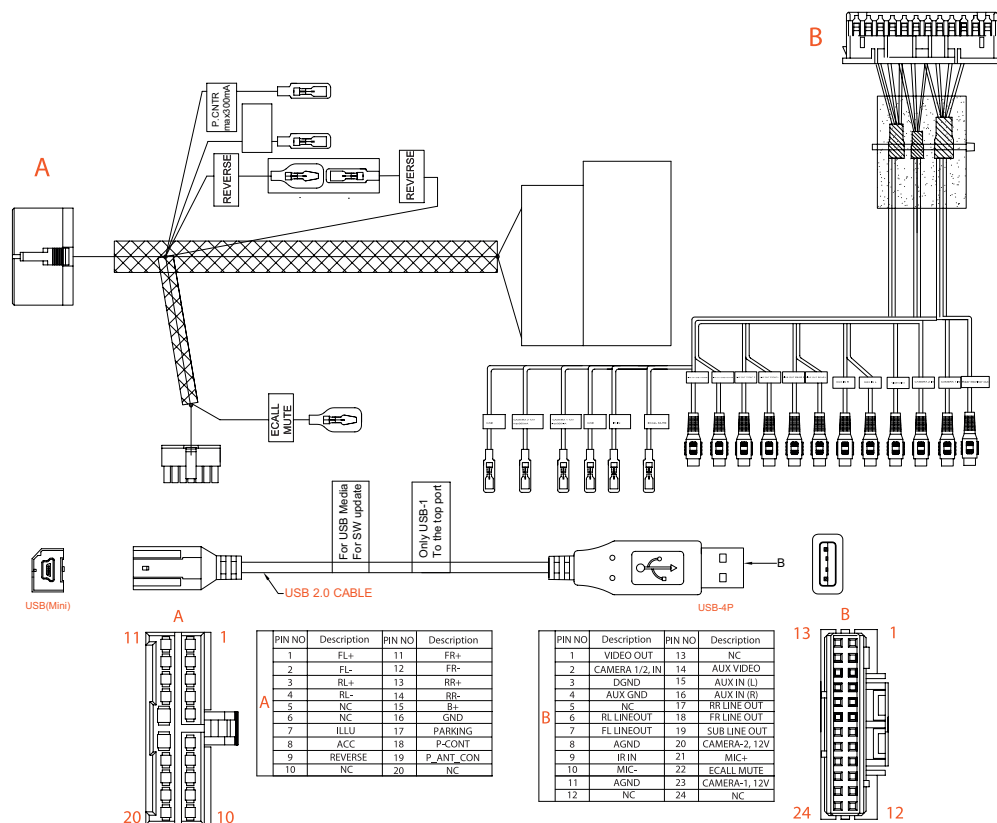 A
B
P.CNTR
max300mA
REVERSE
REVERSE
ECALL
MUTE
For USB Media
For SW update
Only USB-1
To the top port
USB(Mini)
USB 2.0 CABLE
USB-4P
B
A
11
1
20
10
A
PIN NO Description PIN NO Description
1 FL+ 11 FR+
2 FL- 12 FR-
3 RL+ 13 RR+
4 RL- 14 RR-
5 NC 15 B+
6 NC 16 GND
7 ILLU 17 PARKING
8 ACC 18 P-CONT
9 REVERSE 19 P_ANT_CON
10 NC 20 NC
B
PIN NO Description PIN NO Description
1 VIDEO OUT 13 NC
2 CAMERA 1/2, IN 14 AUX VIDEO
3 DGND 15 AUX IN (L)
4 AUX GND 16 AUX IN (R)
5 NC 17 RR LINE OUT
6 RL LINEOUT 18 FR LINE OUT
7 FL LINEOUT 19 SUB LINE OUT
8 AGND 20 CAMERA-2, 12V
9 IR IN 21 MIC+
10 MIC- 22 ECALL MUTE
11 AGND 23 CAMERA-1, 12V
12 NC 24 NC
B
13
1
24
12